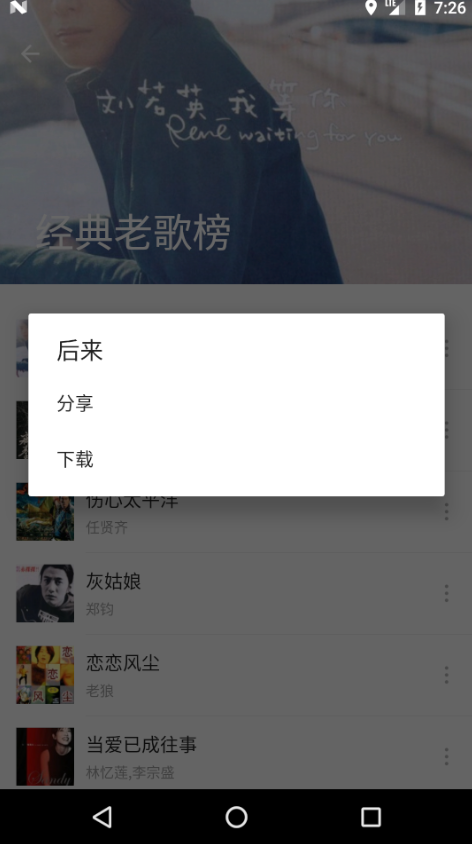 LTE 7:26
刘若英 我等你
René waiting for you
经典老歌榜
后来
分享
下载
伤心太平洋
任贤齐
灰姑娘
郑钧
恋恋风尘
老狼
当爱已成往事
林忆莲,李宗盛